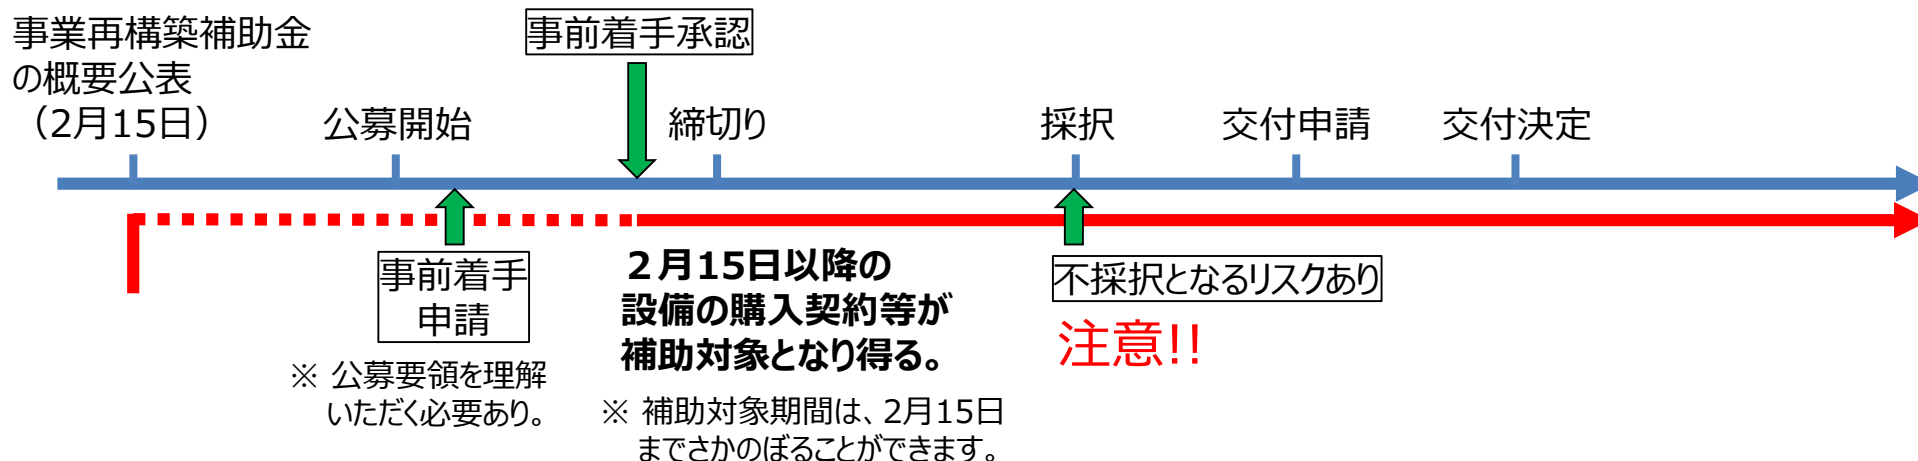 事業再構築補助金
の概要公表
（2月15日）
事前着手承認
公募開始
締切り
採択
交付申請
交付決定
事前着手
申請
※ 公募要領を理解
いただく必要あり。
２月15日以降の
設備の購入契約等が
補助対象となり得る。
※ 補助対象期間は、2月15日
までさかのぼることができます。
不採択となるリスクあり
注意!!